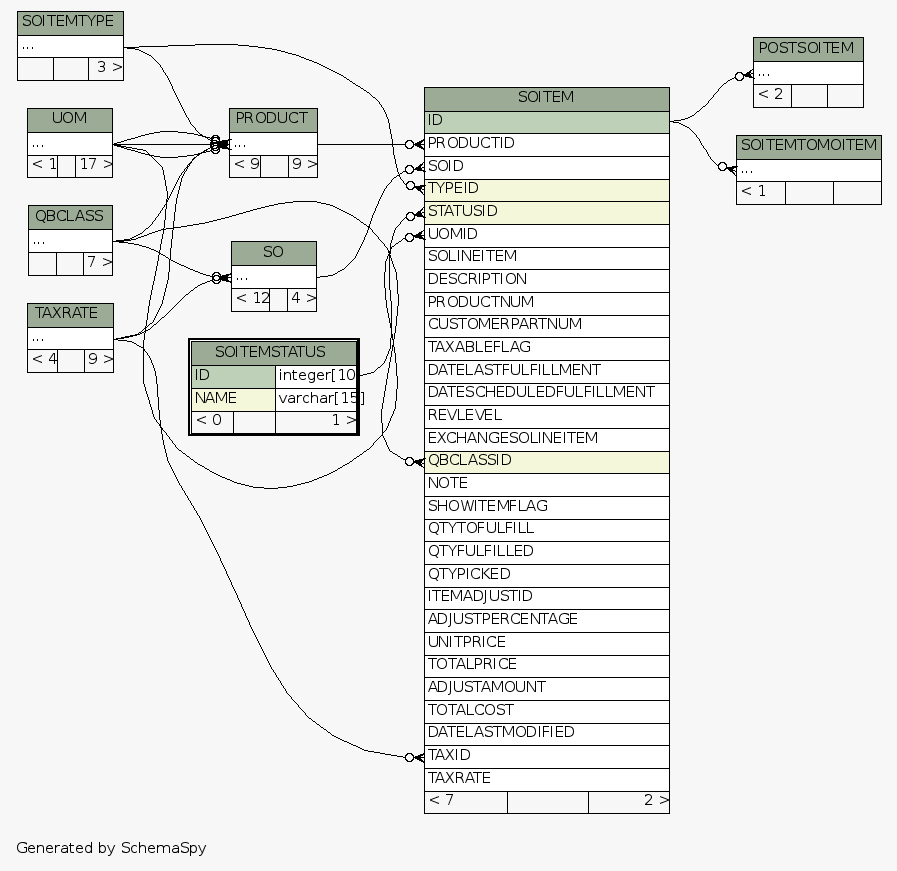 SOITEMTYPE
...
3 >
UOM
...
< 1 17 >
QBCLASS
...
7 >
TAXRATE
...
< 4 9 >
PRODUCT
...
< 9 9 >
SO
...
< 12 4 >
SOITEMSTATUS
ID integer[10
NAME varchar[15]
< 0 1 >
SOITEM
ID
PRODUCTID
SOID
TYPEID
STATUSID
UOMID
SOLINEITEM
DESCRIPTION
PRODUCTNUM
CUSTOMERPARTNUM
TAXABLEFLAG
DATELASTFULFILLMENT
DATESCHEDULEDFULFILLMENT
REVLEVEL
EXCHANGESOLINEITEM
QBCLASSID
NOTE
SHOWITEMFLAG
QTYTOFULFILL
QTYFULFILLED
QTYPICKED
ITEMADJUSTID
ADJUSTPERCENTAGE
UNITPRICE
TOTALPRICE
ADJUSTAMOUNT
TOTALCOST
DATELASTMODIFIED
TAXID
TAXRATE
< 7 2 >
POSTSOITEM
...
< 2
SOITEMTOMOITEM
...
< 1
Generated by SchemaSpy